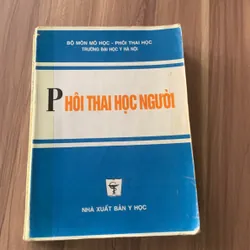 BỘ MÔN MÔ HỌC - PHÔI THAI HỌC
TRƯỜNG ĐẠI HỌC Y HÀ NỘI
PHÔI THAI HỌC NGƯỜI
NHÀ XUẤT BẢN Y HỌC